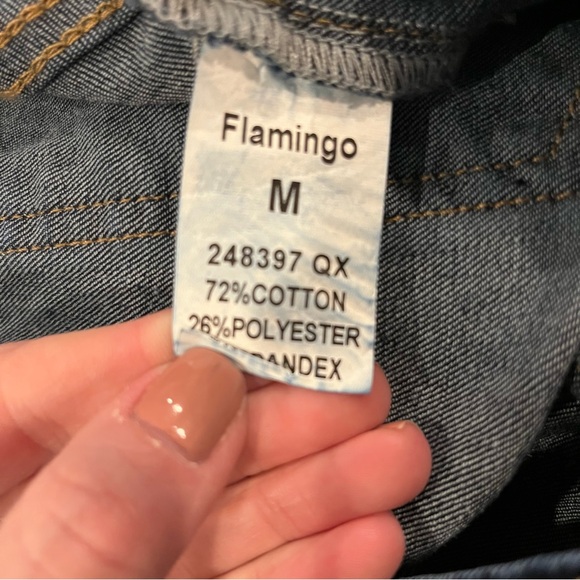 Flamingo
M
248397 QX
72%COTTON
26%POLYESTER